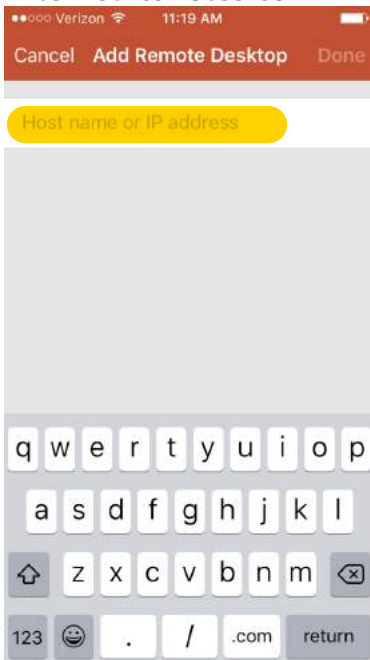 Verizon 11:19 AM
Cancel Add Remote Desktop Done
Host name or IP address
q w e r t y u i o p
a s d f g h j k l
z x c v b n m
123 . / .com return